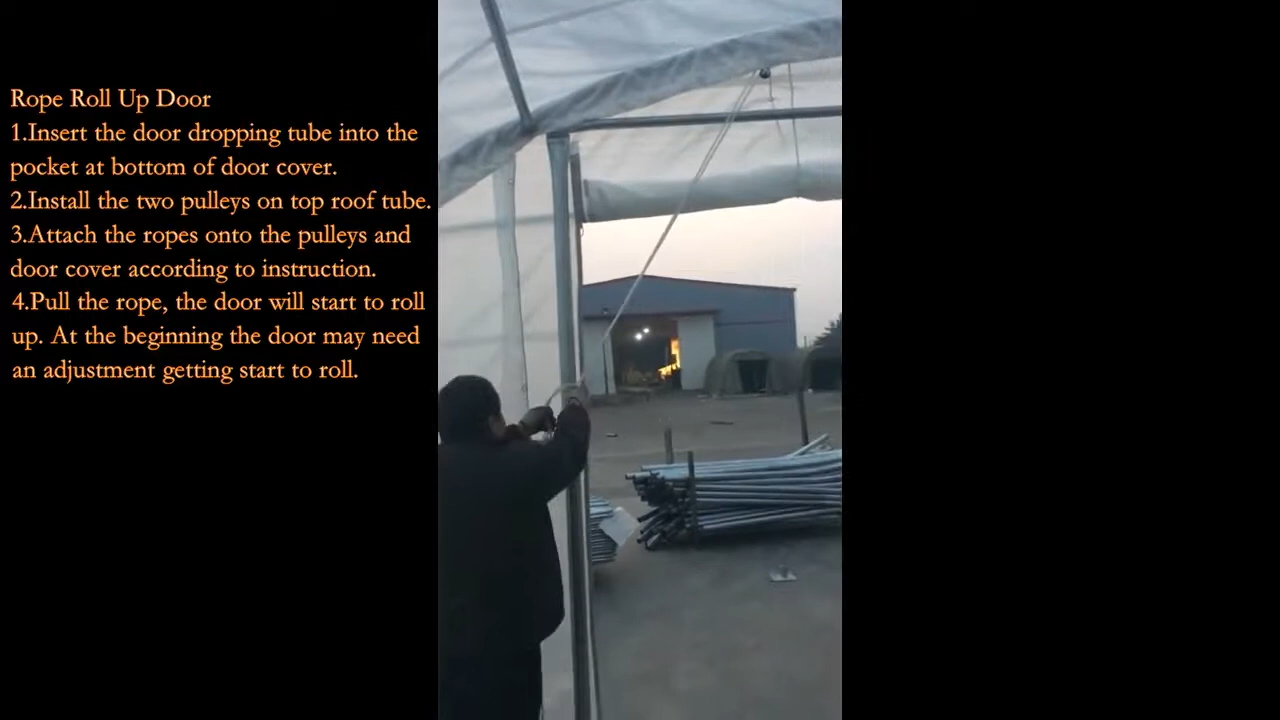 Rope Roll Up Door
1.Insert the door dropping tube into the
pocket at bottom of door cover.
2.Install the two pulleys on top roof tube.
3.Attach the ropes onto the pulleys and
door cover according to instruction.
4.Pull the rope, the door will start to roll
up. At the beginning the door may need
an adjustment getting start to roll.